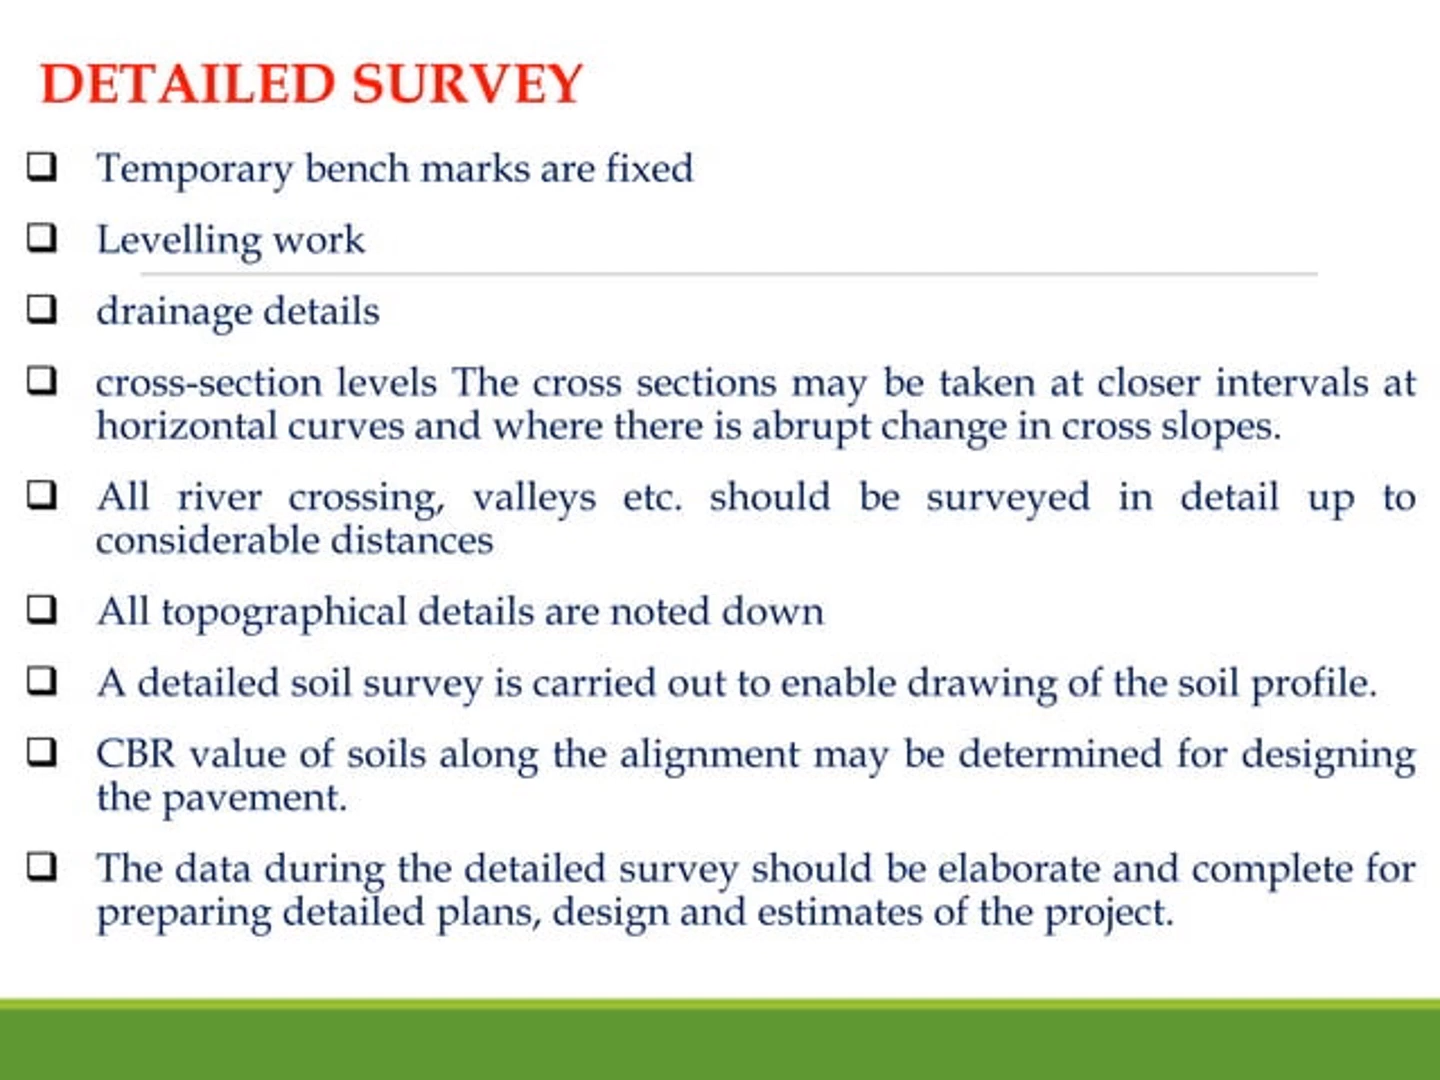 DETAILED SURVEY
Temporary bench marks are fixed
Levelling work
drainage details
cross-section levels The cross sections may be taken at closer intervals at
horizontal curves and where there is abrupt change in cross slopes.
All river crossing, valleys etc. should be surveyed in detail up to
considerable distances
All topographical details are noted down
A detailed soil survey is carried out to enable drawing of the soil profile.
CBR value of soils along the alignment may be determined for designing
the pavement.
The data during the detailed survey should be elaborate and complete for
preparing detailed plans, design and estimates of the project.